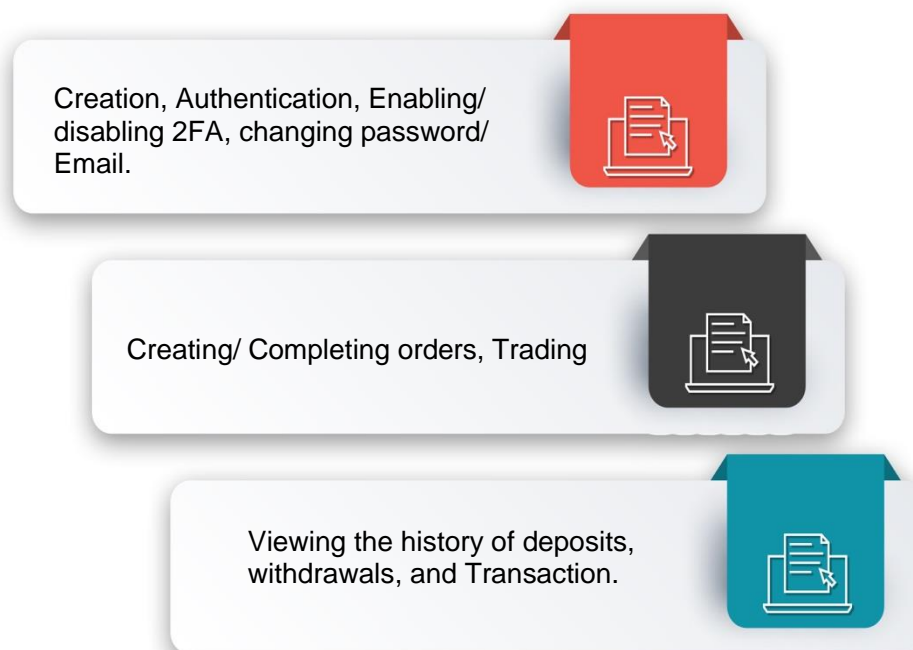 Creation, Authentication, Enabling/
disabling 2FA, changing password/
Email.
Creating/ Completing orders, Trading
Viewing the history of deposits,
withdrawals, and Transaction.